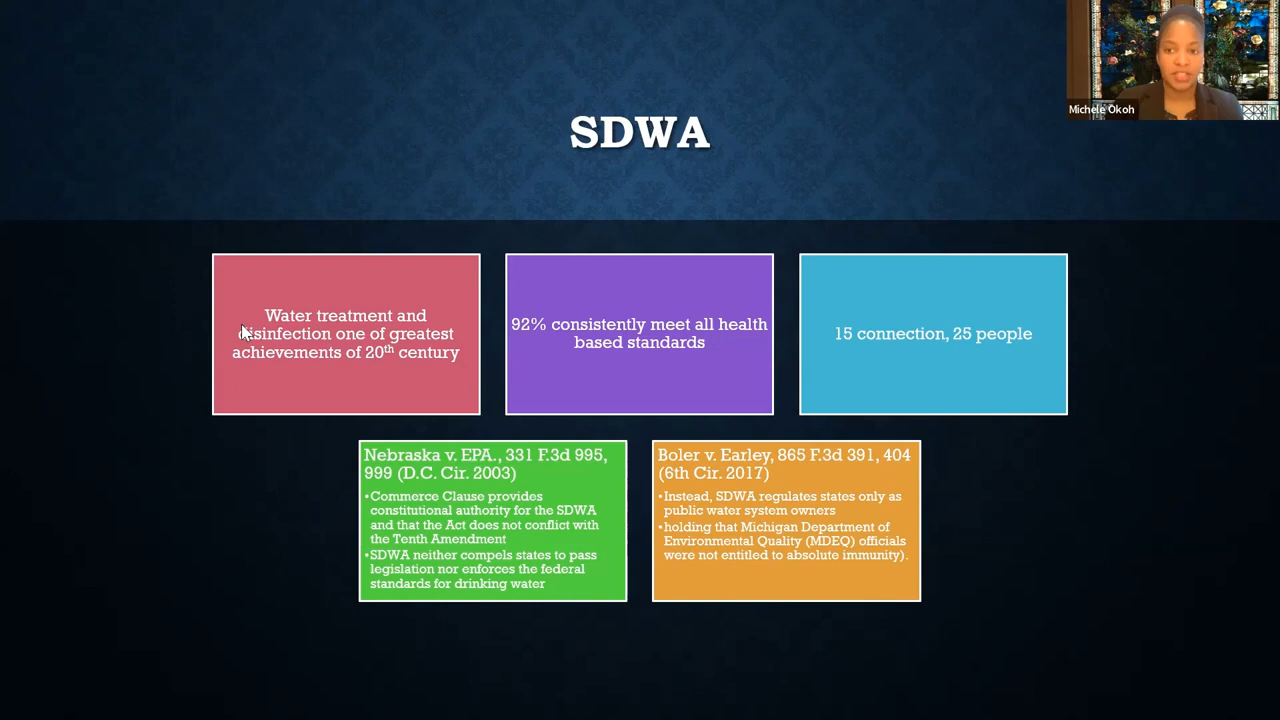 Michele Okoh
SDWA
Water treatment and
disinfection one of greatest
achievements of 20th century
92% consistently meet all health
based standards
15 connection, 25 people
Nebraska v. EPA., 331 F.3d 995,
999 (D.C. Cir. 2003)
•Commerce Clause provides
constitutional authority for the SDWA
and that the Act does not conflict with
the Tenth Amendment
•SDWA neither compels states to pass
legislation nor enforces the federal
standards for drinking water
Boler v. Earley, 865 F.3d 391, 404
(6th Cir. 2017)
•Instead, SDWA regulates states only as
public water system owners
•holding that Michigan Department of
Environmental Quality (MDEQ) officials
were not entitled to absolute immunity).